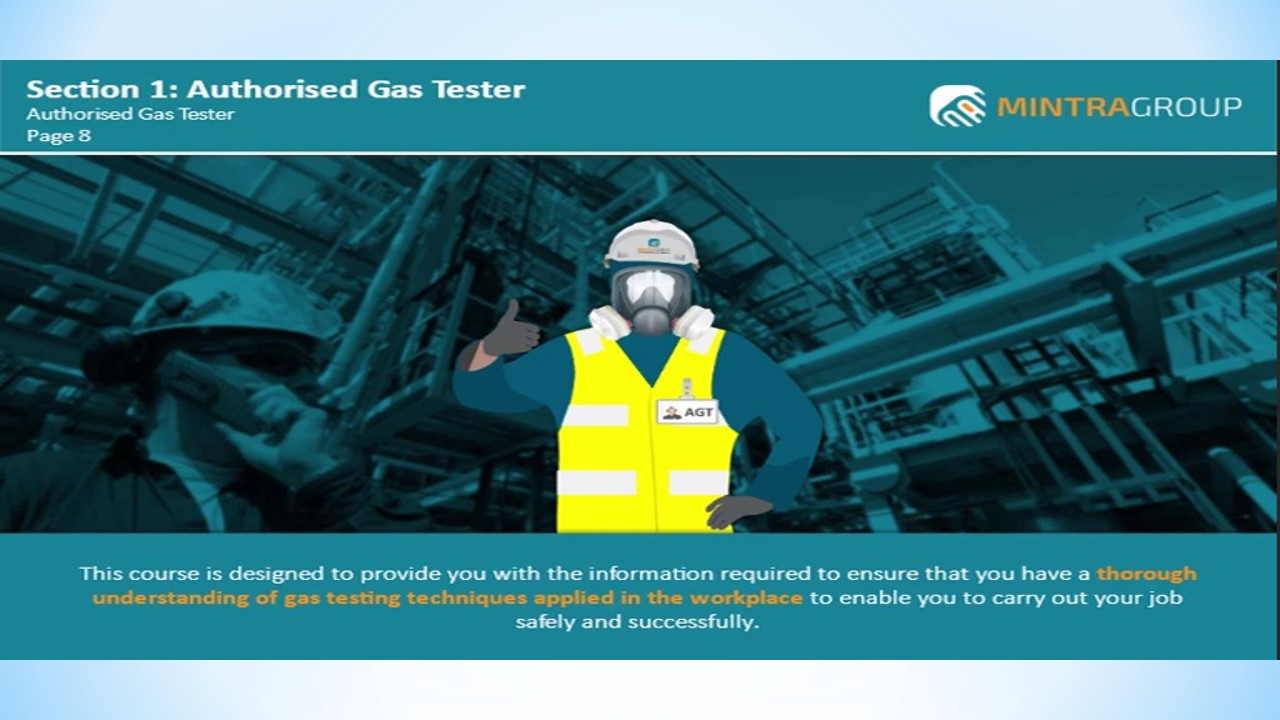 Section 1: Authorised Gas Tester
Authorised Gas Tester
Page 8
MINTRAGROUP
AGT
This course is designed to provide you with the information required to ensure that you have a thorough
understanding of gas testing techniques applied in the workplace to enable you to carry out your job
safely and successfully.